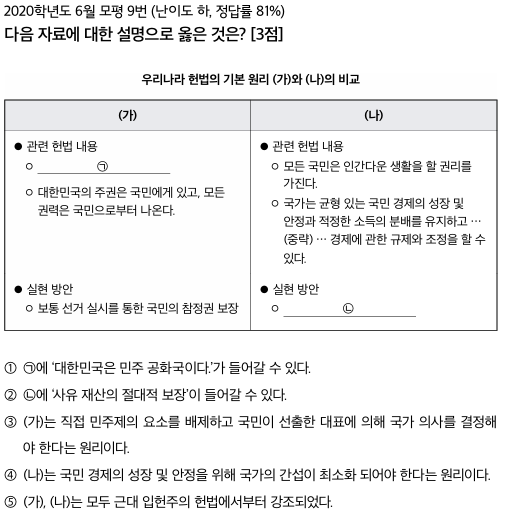 2020학년도 6월 모평 9번 (난이도 하, 정답률 81%)
다음 자료에 대한 설명으로 옳은 것은? [3점]
우리나라 헌법의 기본 원리 (가)와 (나)의 비교
(가)
(나)
● 관련 헌법 내용
○ ㉠
○ 대한민국의 주권은 국민에게 있고, 모든
권력은 국민으로부터 나온다.
● 실현 방안
○ 보통 선거 실시를 통한 국민의 참정권 보장
● 관련 헌법 내용
○ 모든 국민은 인간다운 생활을 할 권리를
가진다.
○ 국가는 균형 있는 국민 경제의 성장 및
안정과 적정한 소득의 분배를 유지하고 …
(중략) … 경제에 관한 규제와 조정을 할 수
있다.
● 실현 방안
○ ㉡
① ㉠에 ‘대한민국은 민주 공화국이다.’가 들어갈 수 있다.
② ㉡에 ‘사유 재산의 절대적 보장’이 들어갈 수 있다.
③ (가)는 직접 민주제의 요소를 배제하고 국민이 선출한 대표에 의해 국가 의사를 결정해
야 한다는 원리이다.
④ (나)는 국민 경제의 성장 및 안정을 위해 국가의 간섭이 최소화 되어야 한다는 원리이다.
⑤ (가), (나)는 모두 근대 입헌주의 헌법에서부터 강조되었다.